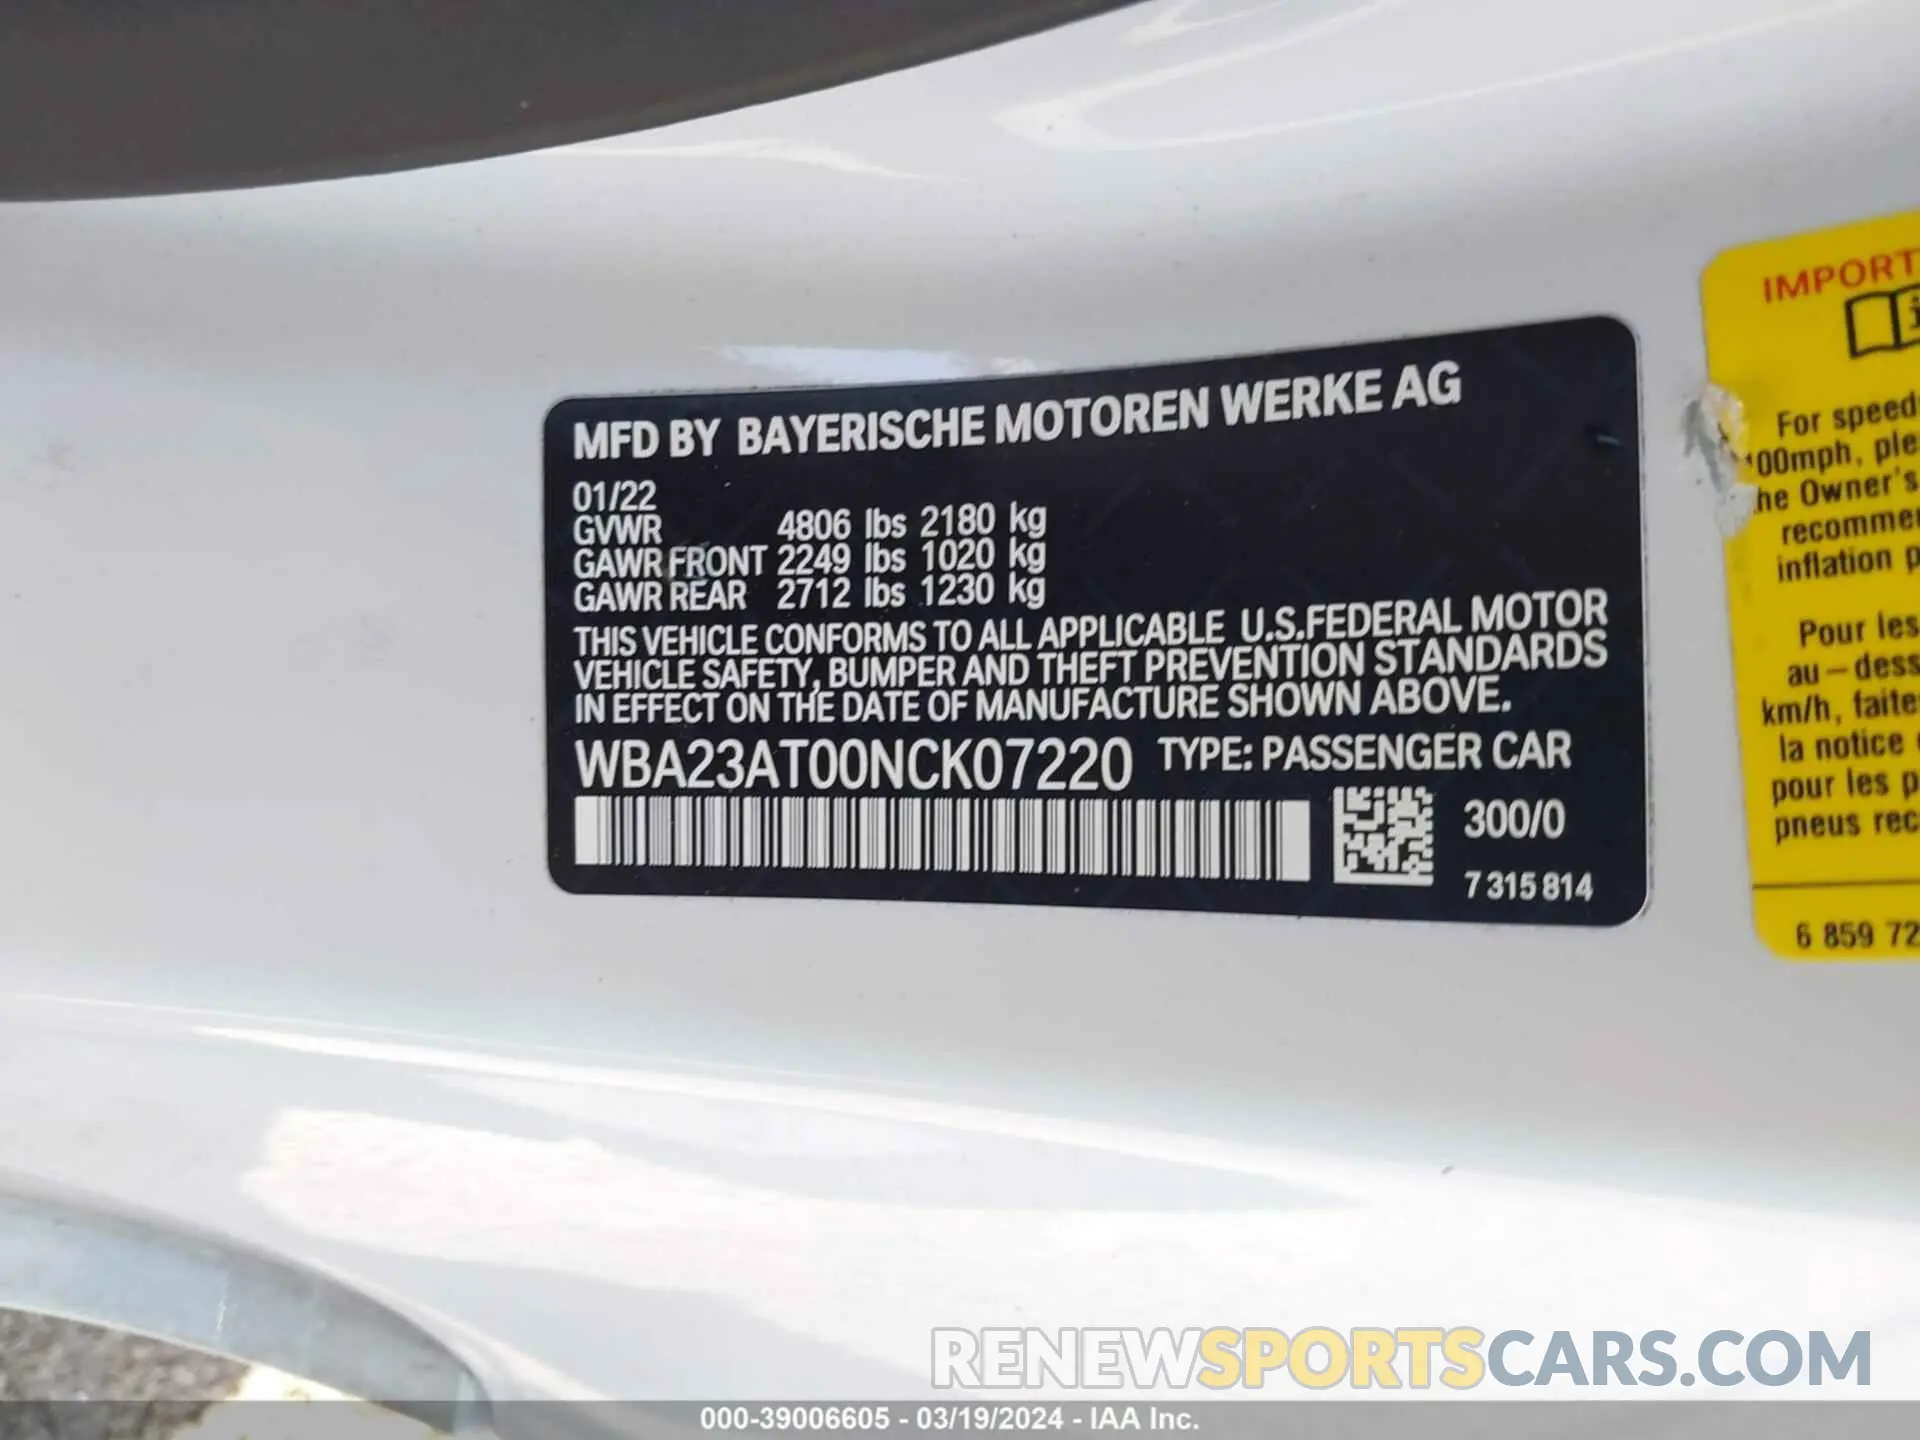 MFD BY BAYERISCHE MOTOREN WERKE AG
01/22
GVWR 4806 lbs 2180 kg
GAWR FRONT 2249 lbs 1020 kg
GAWR REAR 2712 lbs 1230 kg
THIS VEHICLE CONFORMS TO ALL APPLICABLE U.S.FEDERAL MOTOR
VEHICLE SAFETY, BUMPER AND THEFT PREVENTION STANDARDS
IN EFFECT ON THE DATE OF MANUFACTURE SHOWN ABOVE.
WBA23AT00NCK07220 TYPE: PASSENGER CAR
300/0
7 315 814
IMPORT
For speeds
00mph, ple
he Owner's
recomme
inflation p
Pour les
au-dess
km/h, faite
la notice
pour les p
pneus rec
6 859 72
RENEWSPORTSCARS.COM
000-39006605 - 03/19/2024 - IAA Inc.